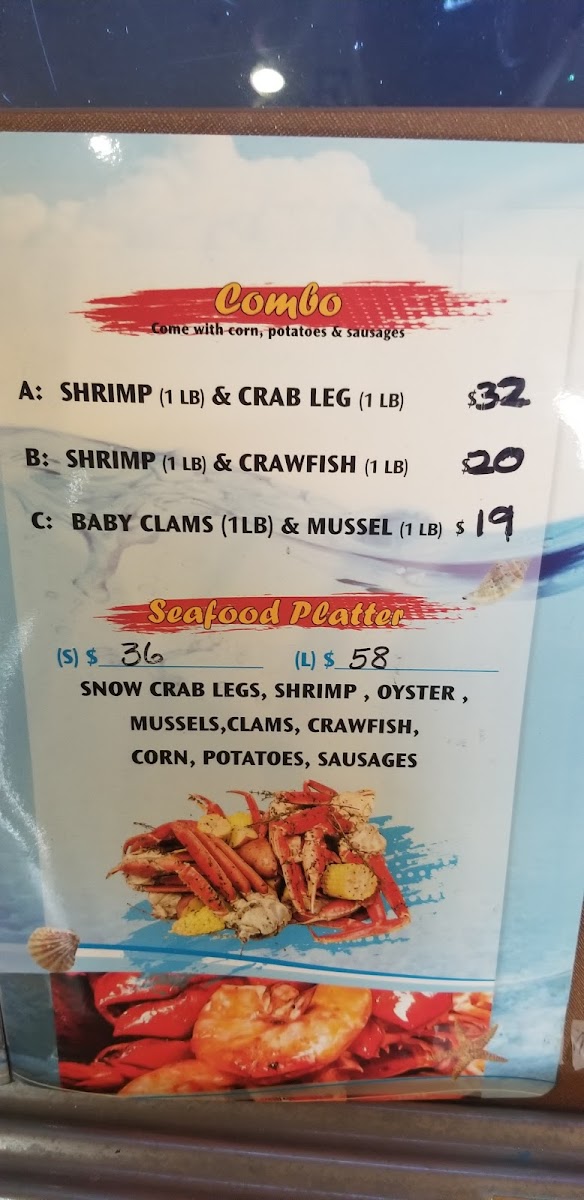 Combo
Come with corn, potatoes & sausages
A: SHRIMP (1 LB) & CRAB LEG (1 LB) $32
B: SHRIMP (1 LB) & CRAWFISH (1 LB) $20
C: BABY CLAMS (1LB) & MUSSEL (1 LB) $ 19
Seafood Platter
(S) $ 36 (L) $ 58
SNOW CRAB LEGS, SHRIMP , OYSTER ,
MUSSELS,CLAMS, CRAWFISH,
CORN, POTATOES, SAUSAGES